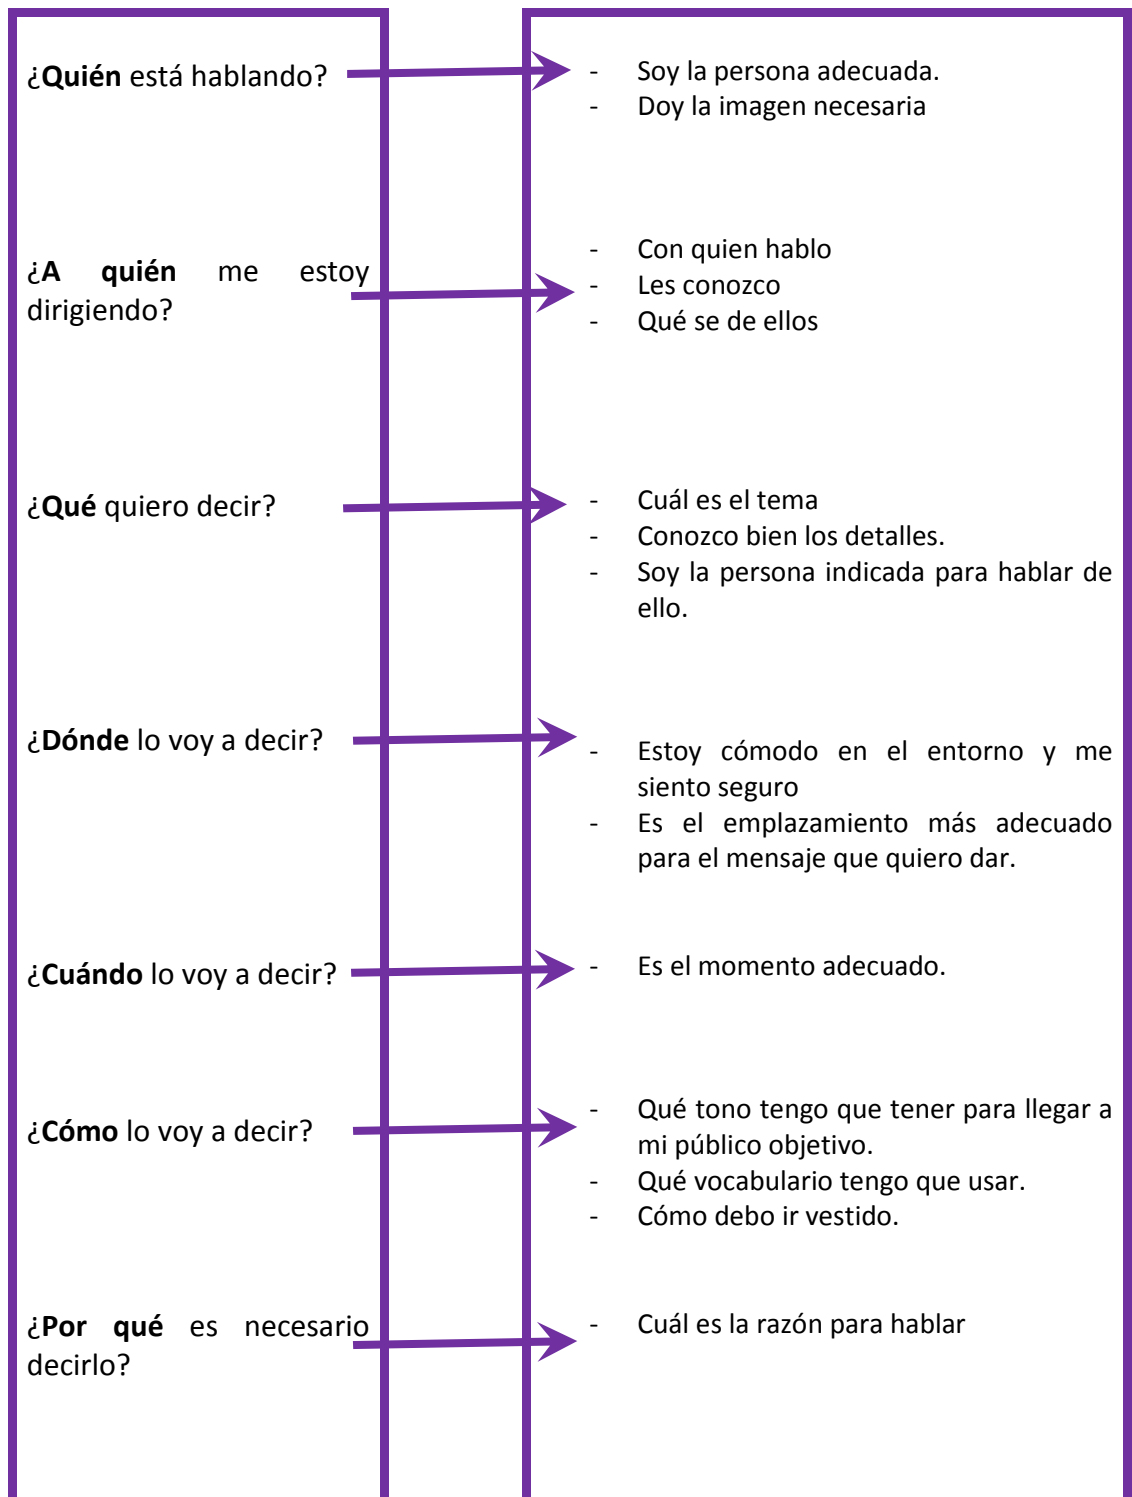 ¿Quién está hablando?
- Soy la persona adecuada.
- Doy la imagen necesaria
¿A quién me estoy
dirigiendo?
- Con quien hablo
- Les conozco
- Qué se de ellos
¿Qué quiero decir?
- Cuál es el tema
- Conozco bien los detalles.
- Soy la persona indicada para hablar de
ello.
¿Dónde lo voy a decir?
- Estoy cómodo en el entorno y me
siento seguro
- Es el emplazamiento más adecuado
para el mensaje que quiero dar.
¿Cuándo lo voy a decir?
- Es el momento adecuado.
¿Cómo lo voy a decir?
- Qué tono tengo que tener para llegar a
mi público objetivo.
- Qué vocabulario tengo que usar.
- Cómo debo ir vestido.
¿Por qué es necesario
decirlo?
- Cuál es la razón para hablar